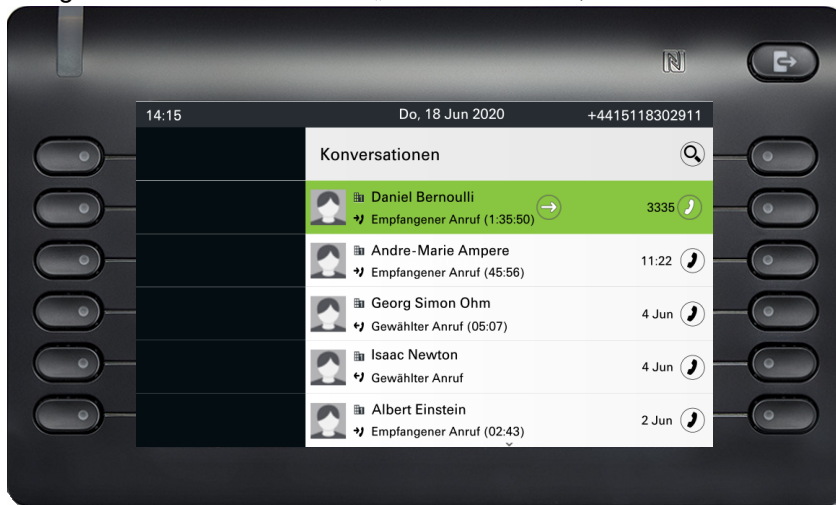 14:15 Do, 18 Jun 2020 +4415118302911
Konversationen
Daniel Bernoulli
Empfangener Anruf (1:35:50)
3335
Andre-Marie Ampere
Empfangener Anruf (45:56)
11:22
Georg Simon Ohm
Gewählter Anruf (05:07)
4 Jun
Isaac Newton
Gewählter Anruf
4 Jun
Albert Einstein
Empfangener Anruf (02:43)
2 Jun